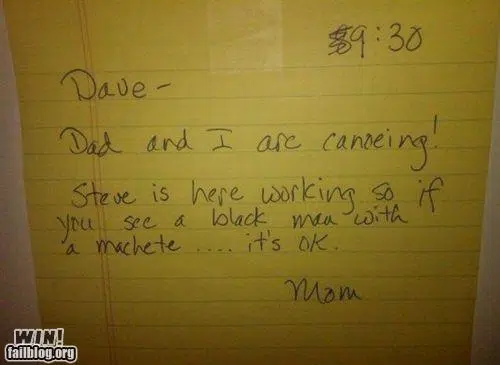 9:30
Dave-
Dad and I are canoeing!
Steve is here working so if
you see a black man with
a machete .... it's OK.
Mom
WIN!
failblog.org